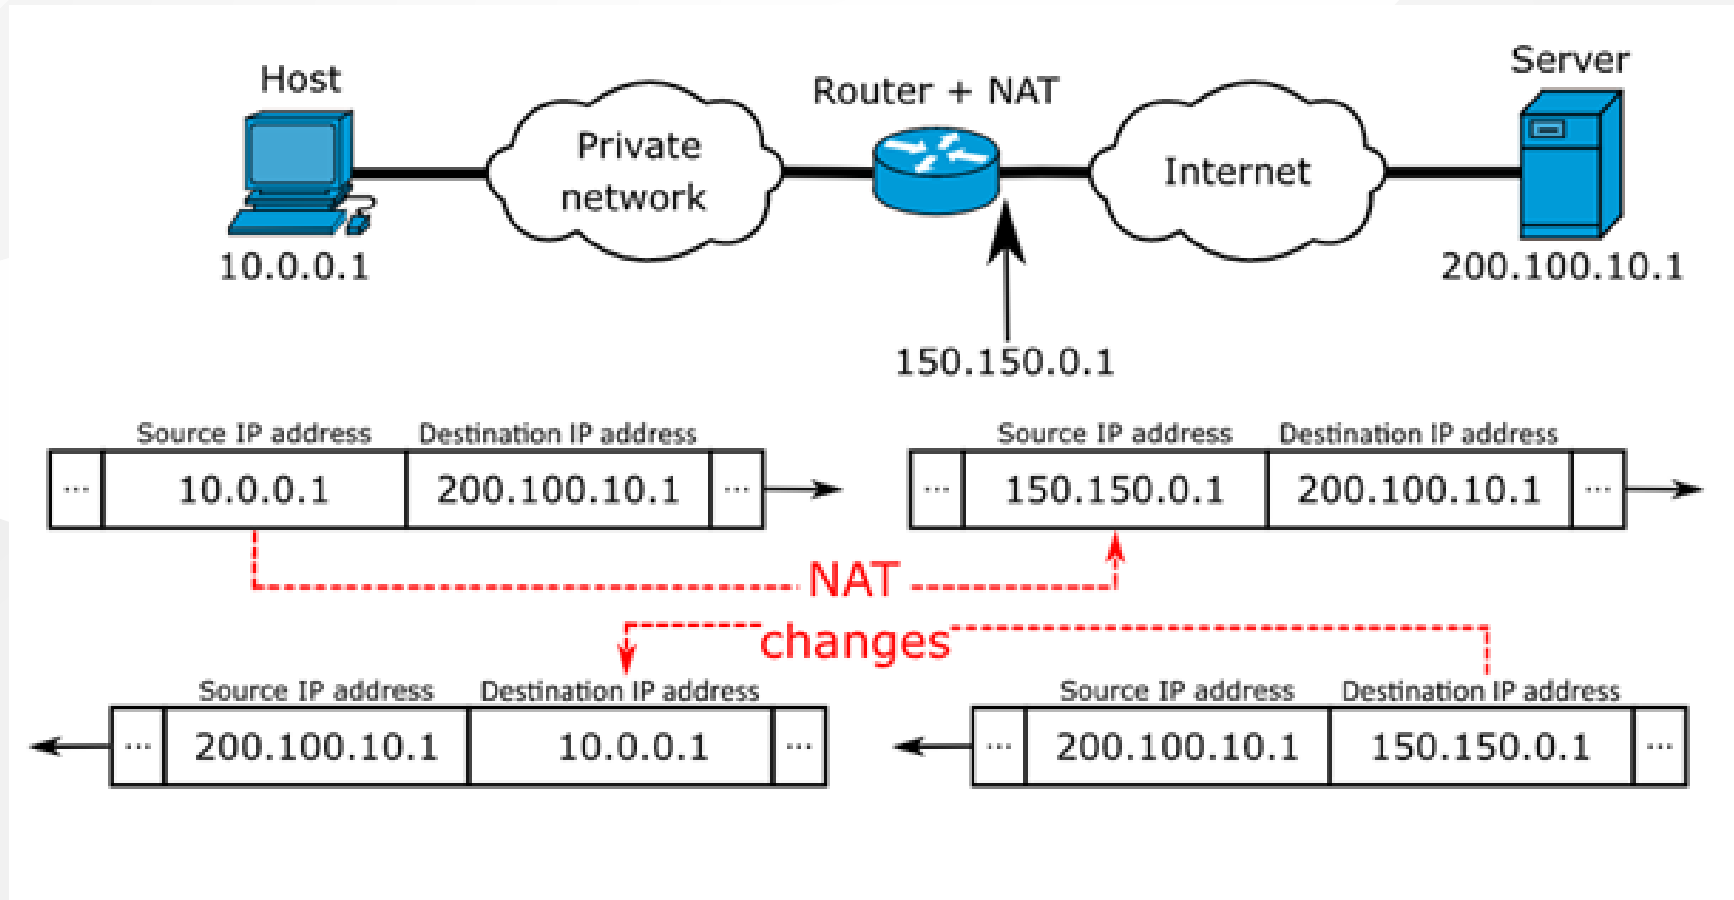 Host
Router + NAT
Server
Private
network
Internet
10.0.0.1
200.100.10.1
150.150.0.1
Source IP address Destination IP address
... 10.0.0.1 200.100.10.1 ...
Source IP address Destination IP address
... 150.150.0.1 200.100.10.1 ...
NAT
changes
Source IP address Destination IP address
... 200.100.10.1 10.0.0.1 ...
Source IP address Destination IP address
... 200.100.10.1 150.150.0.1 ...